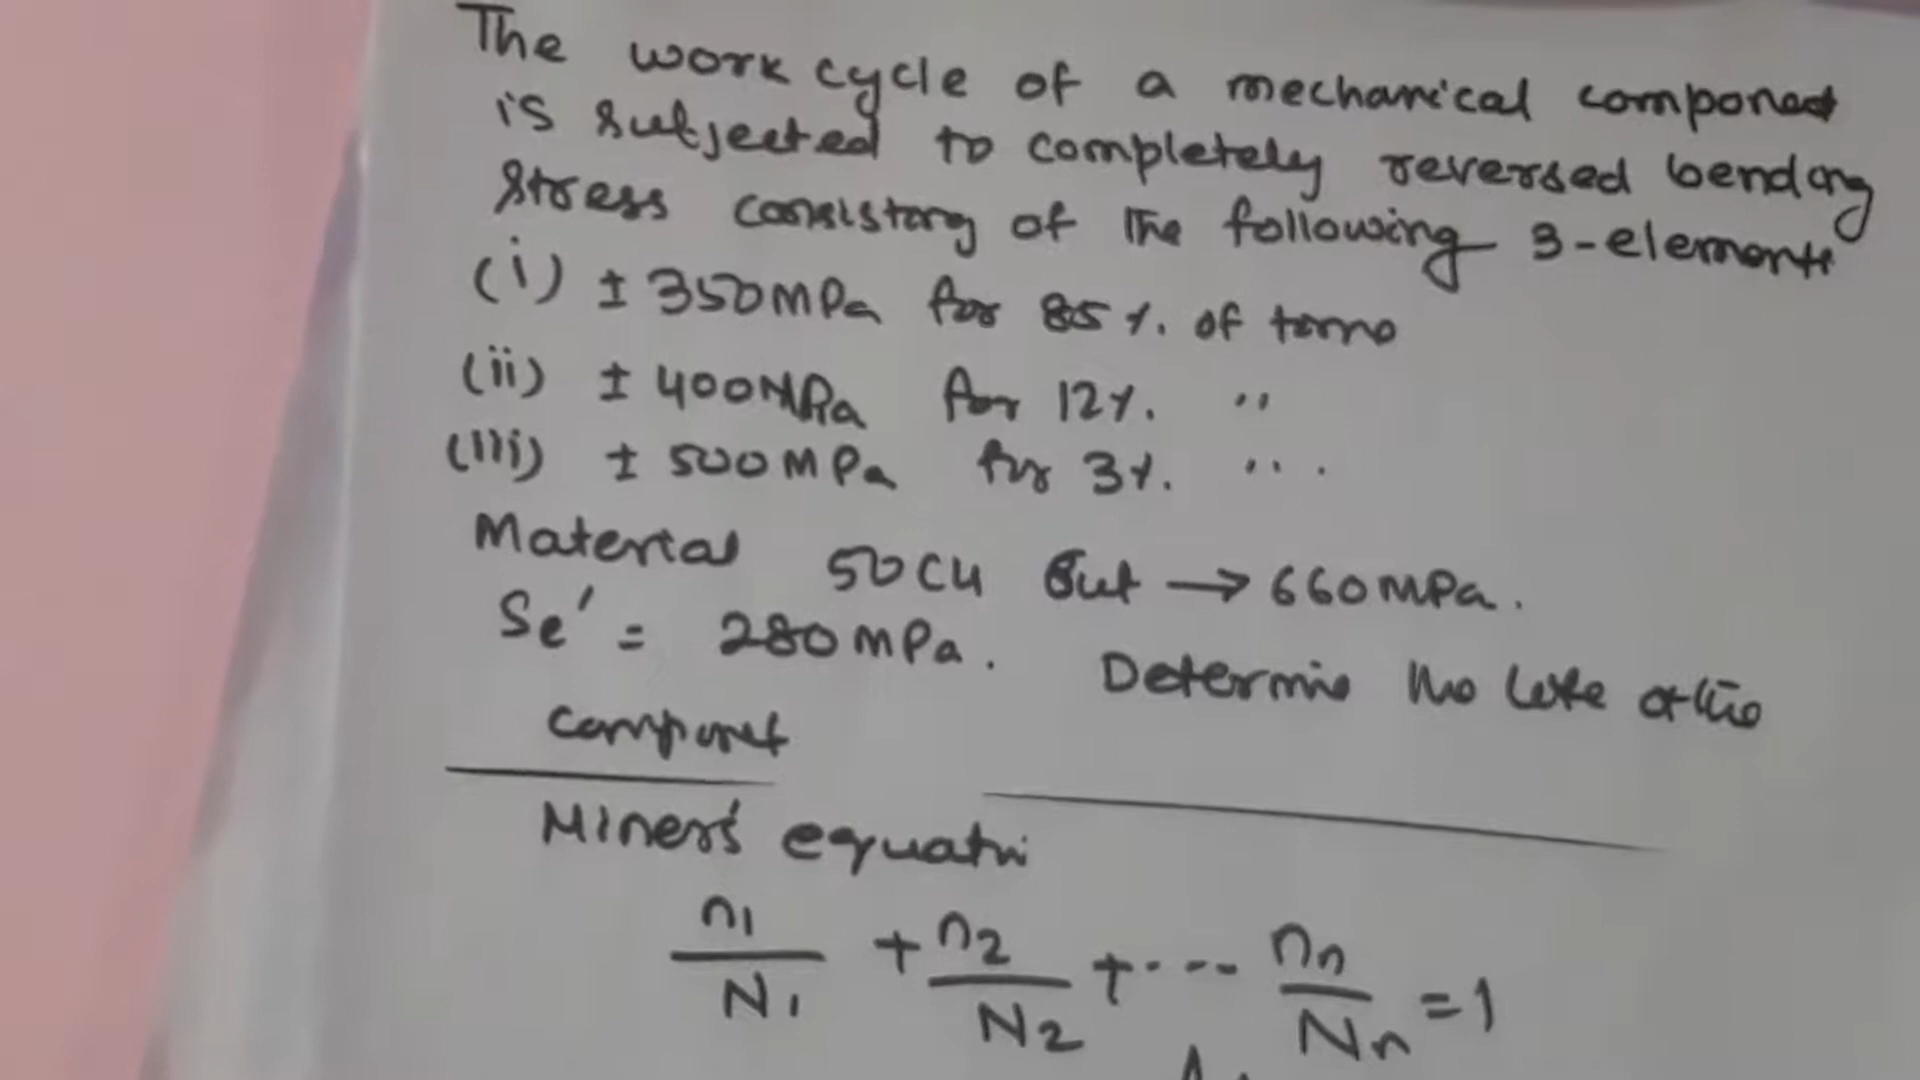 The work cycle of a mechanical component
is subjected to completely reversed bending
stress consisting of the following 3-elements
(i) ± 350MPa for 85 %. of time
(ii) ± 400MPa for 12%. "
(iii) ± 500MPa for 3%. "
Material 50C4 Sut → 660MPa.
Se' = 280MPa. Determine the life of the
component
Miner's equatn
n1/N1 + n2/N2 + ---- nn/Nn = 1